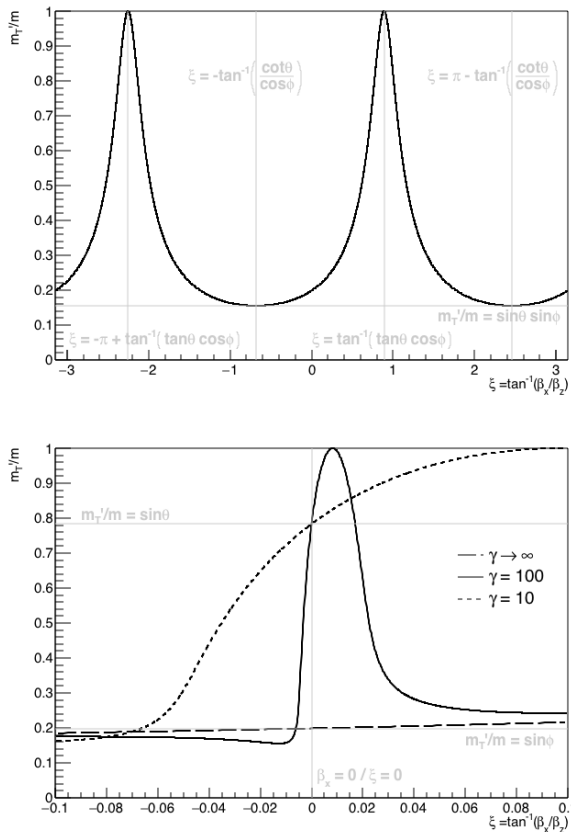 m_T'/m
1
0.9
0.8
0.7
0.6
0.5
0.4
0.3
0.2
0.1
0
ξ = -tan⁻¹(cotθ/cosϕ)
ξ = π - tan⁻¹(cotθ/cosϕ)
m_T'/m = sinθ sinϕ
ξ = -π + tan⁻¹(tanθ cosϕ)
ξ = tan⁻¹(tanθ cosϕ)
−3 −2 −1 0 1 2 3
ξ =tan⁻¹(β_x/β_z)
m_T'/m
1
0.9
0.8
0.7
0.6
0.5
0.4
0.3
0.2
0.1
0
m_T'/m = sinθ
γ → ∞
γ = 100
γ = 10
m_T'/m = sinϕ
β_x = 0 / ξ = 0
−0.1 −0.08 −0.06 −0.04 −0.02 0 0.02 0.04 0.06 0.08 0.
ξ =tan⁻¹(β_x/β_z)